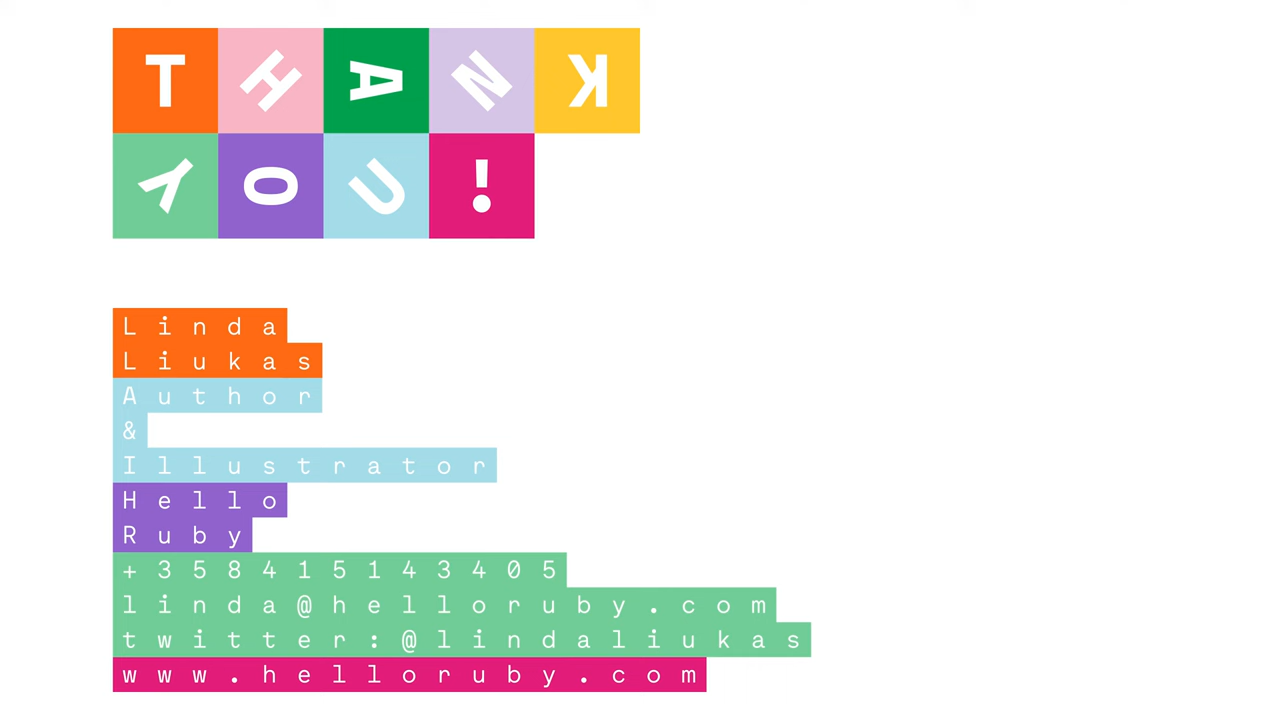 THANK
YOU!
Linda
Liukas
Author
&
Illustrator
Hello
Ruby
+358415143405
linda@helloruby.com
twitter:@lindaliukas
www.helloruby.com